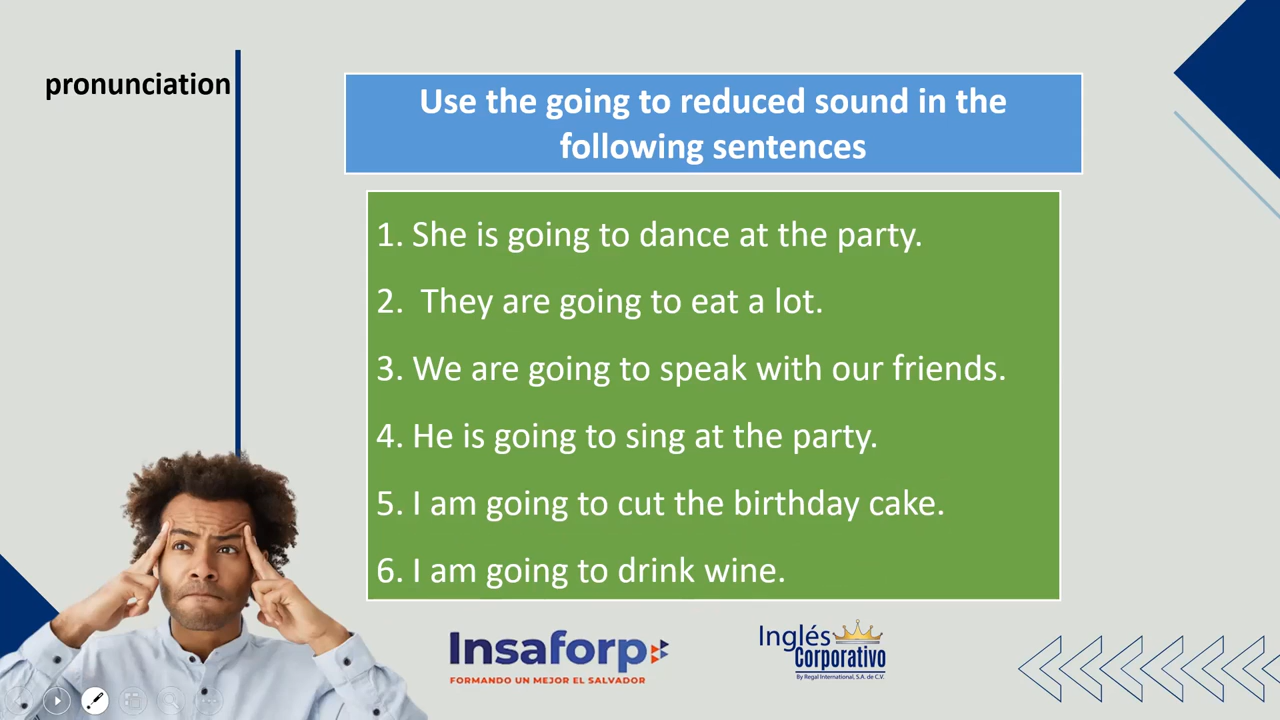 pronunciation
Use the going to reduced sound in the
following sentences
1. She is going to dance at the party.
2. They are going to eat a lot.
3. We are going to speak with our friends.
4. He is going to sing at the party.
5. I am going to cut the birthday cake.
6. I am going to drink wine.
Insaforp
FORMANDO UN MEJOR EL SALVADOR
Inglés
Corporativo
By Regal International, S.A. de C.V.